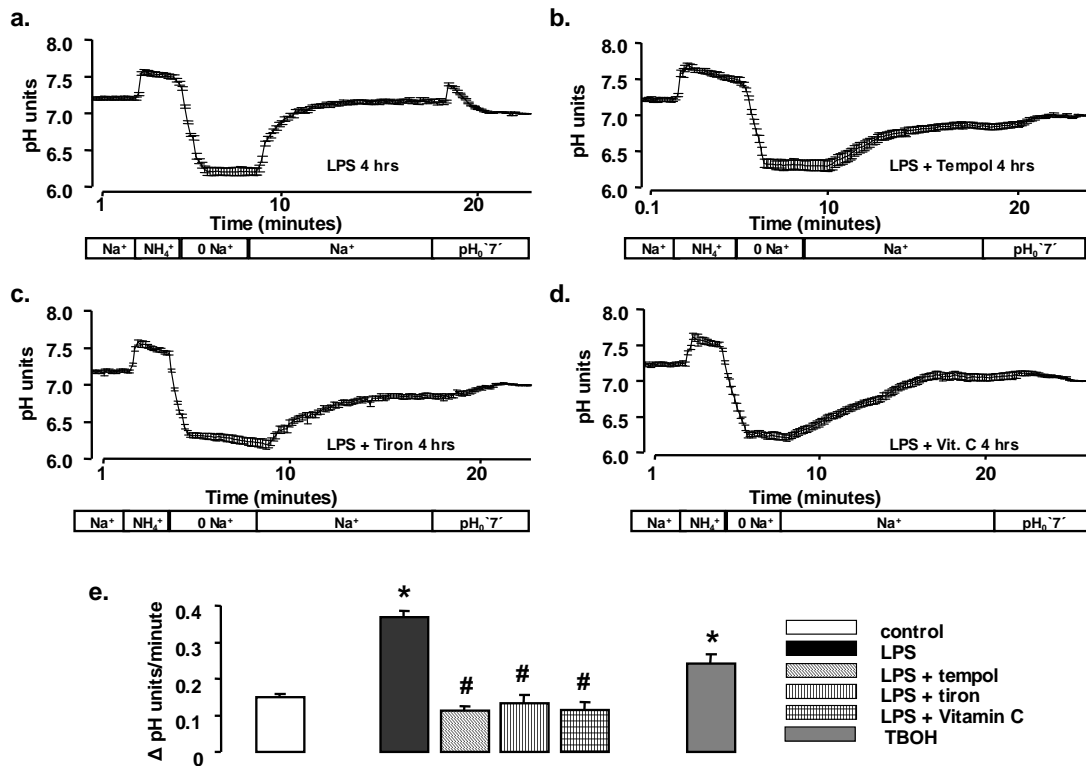 a.
8.0
7.5
7.0
6.5
6.0
pH units
LPS 4 hrs
1 10 20
Time (minutes)
Na⁺ NH₄⁺ 0 Na⁺ Na⁺ pH₀`7´
b.
8.0
7.5
7.0
6.5
6.0
pH units
LPS + Tempol 4 hrs
0.1 10 20
Time (minutes)
Na⁺ NH₄⁺ 0 Na⁺ Na⁺ pH₀`7´
c.
8.0
7.5
7.0
6.5
6.0
pH units
LPS + Tiron 4 hrs
1 10 20
Time (minutes)
Na⁺ NH₄⁺ 0 Na⁺ Na⁺ pH₀`7´
d.
8.0
7.5
7.0
6.5
6.0
pH units
LPS + Vit. C 4 hrs
1 10 20
Time (minutes)
Na⁺ NH₄⁺ 0 Na⁺ Na⁺ pH₀`7´
e.
0.4
0.3
0.2
0.1
0
Δ pH units/minute
*
#
#
#
*
control
LPS
LPS + tempol
LPS + tiron
LPS + Vitamin C
TBOH